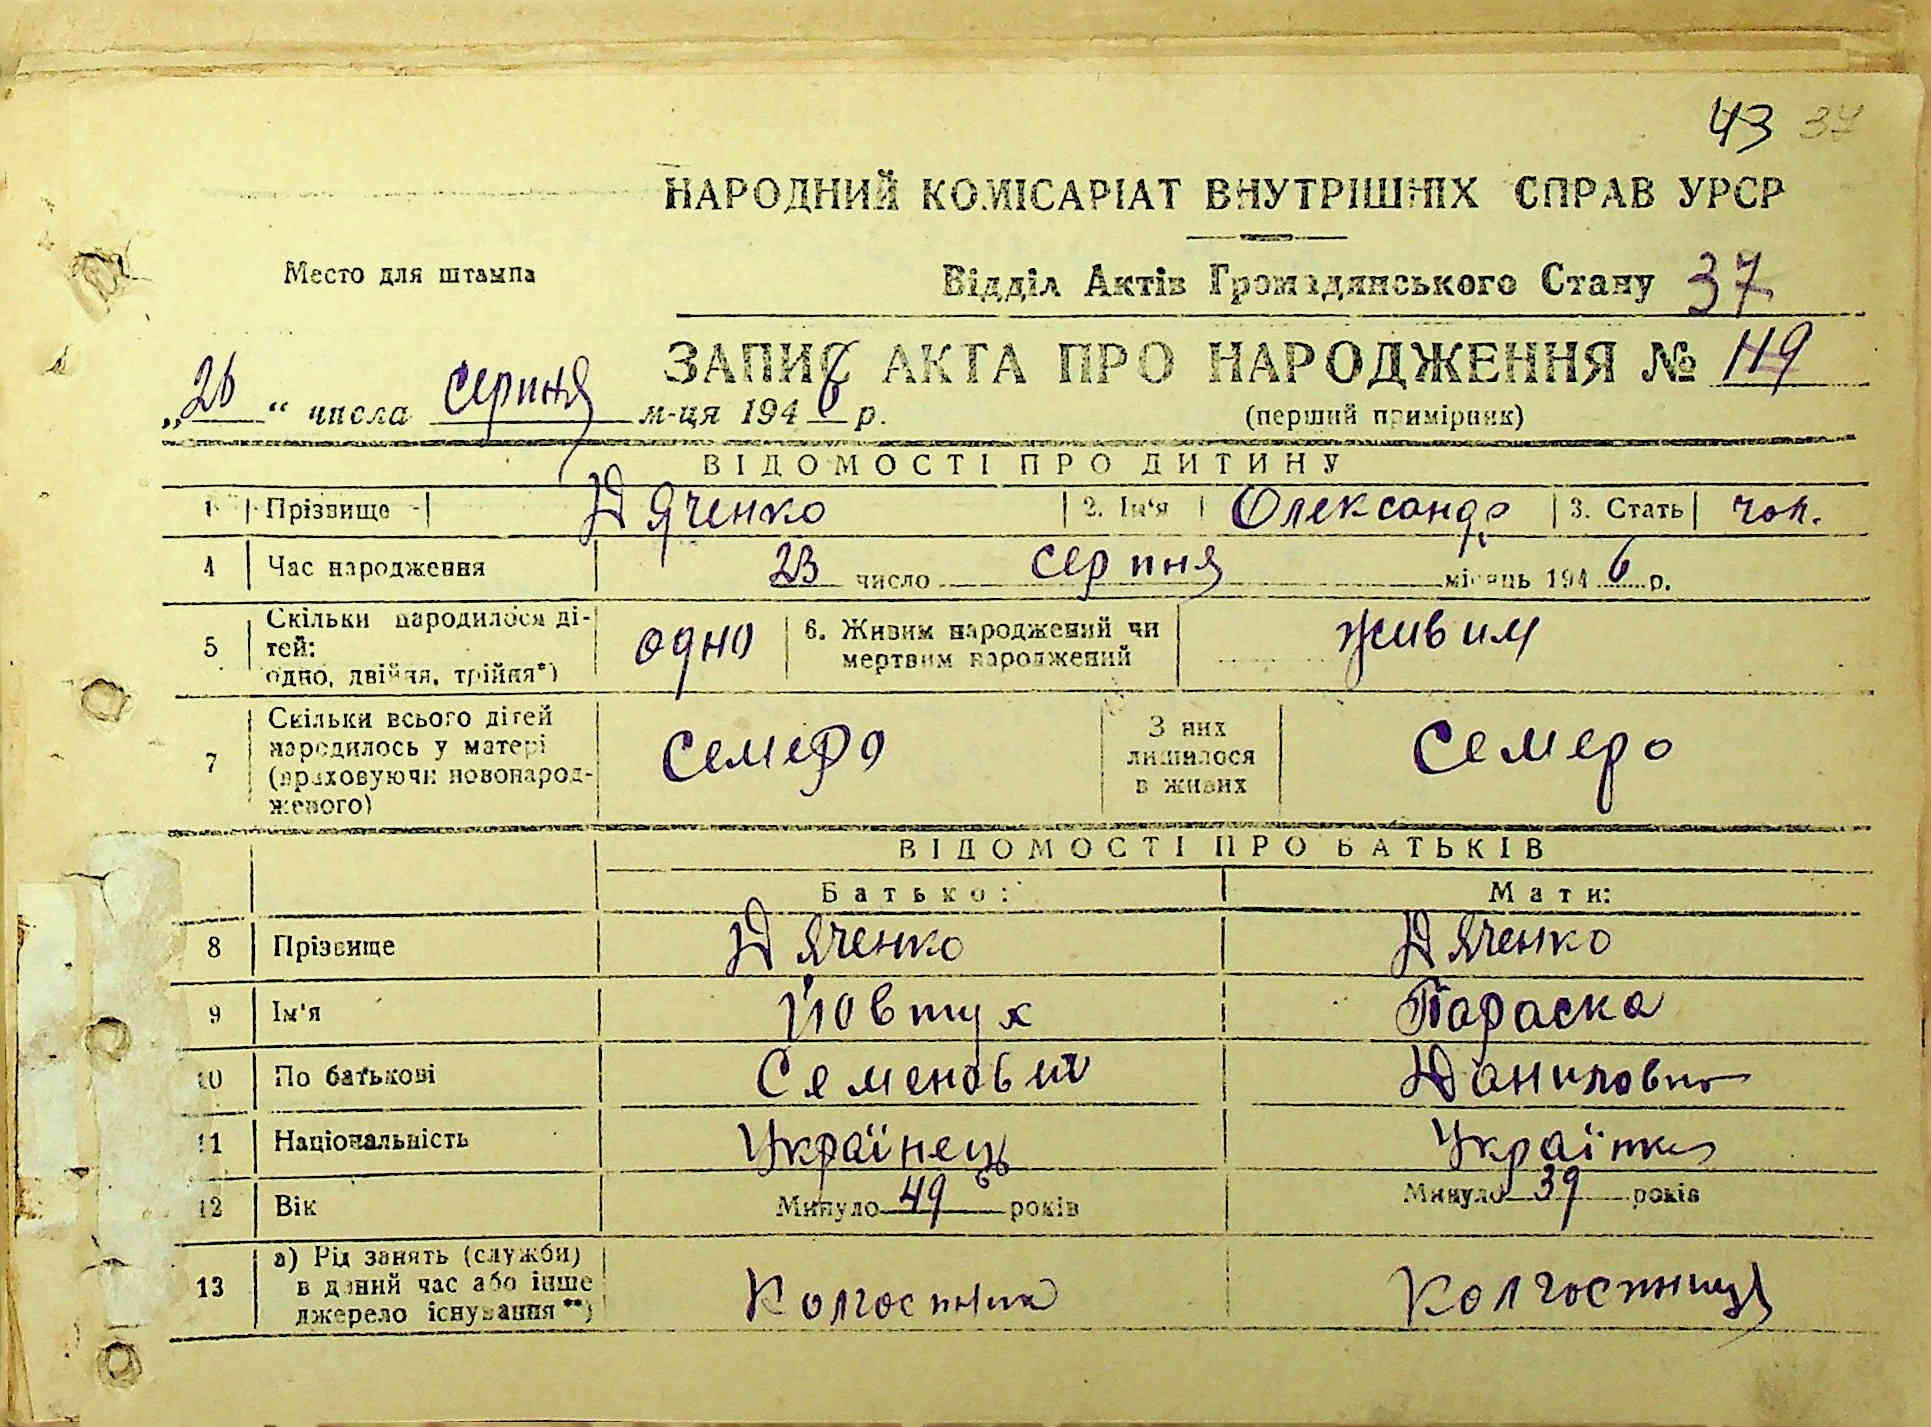 43 37
НАРОДНИЙ КОМІСАРІАТ ВНУТРІШНІХ СПРАВ УРСР
Место для штампа
Відділ Актів Громадянського Стану 37
ЗАПИС АКТА ПРО НАРОДЖЕННЯ № 119
„26“ числа серпня м-ця 1946 р.
(перший примірник)
ВІДОМОСТІ ПРО ДИТИНУ
1 Прізвище Дяченко 2. Ім'я Олександр 3. Стать чол.
4 Час народження 23 число серпня місяць 1946 р.
5 Скільки народилося ді-
тей:
одно, двійня, трійня*) одно 6. Живим народжений чи
мертвим народжений живим
7 Скільки всього дітей
народилось у матері
(враховуючи новонарод-
женого) семеро З них
лишилося
в живих семеро
ВІДОМОСТІ ПРО БАТЬКІВ
Батько: Мати:
8 Прізвище Дяченко Дяченко
9 Ім'я Йовтух Параска
10 По батькові Семенович Даниловна
11 Національність Українець Українка
12 Вік Минуло 49 років Минуло 39 років
13 а) Рід занять (служби)
в даний час або інше
джерело існування**) Колгоспник Колгоспниця